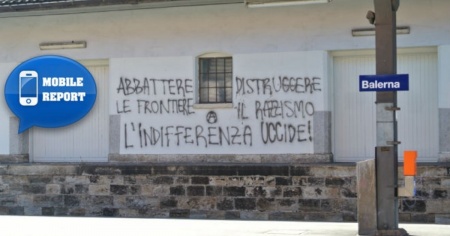 MOBILE
REPORT
ABBATTERE
LE FRONTIERE
DISTRUGGERE
IL RAZZISMO
L'INDIFFERENZA UCCIDE!
Balerna